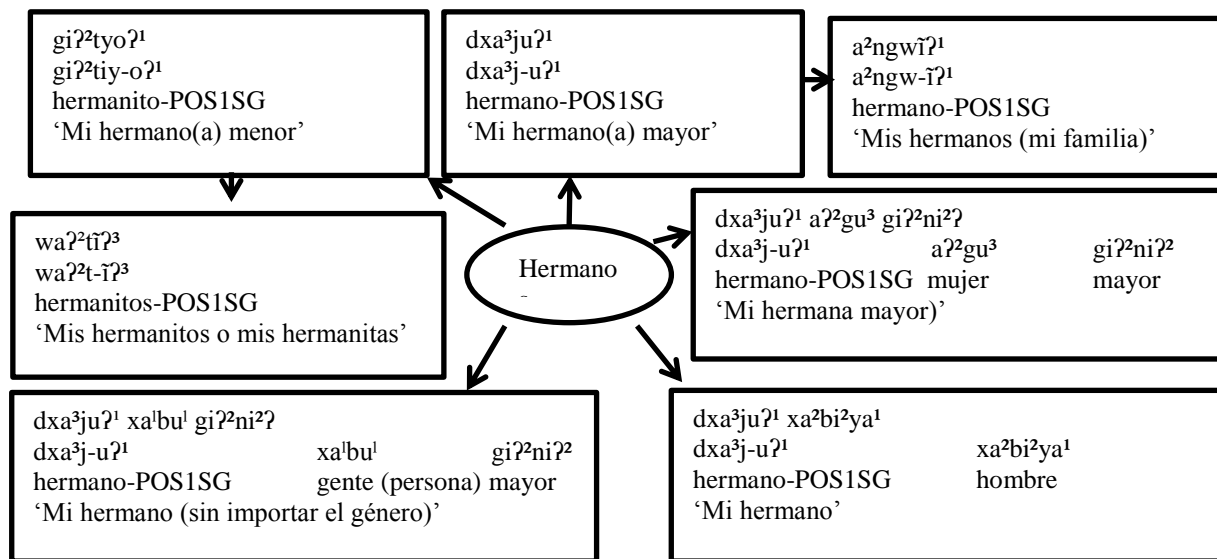 giʔ²tyoʔ¹
giʔ²tiy-oʔ¹
hermanito-POS1SG
‘Mi hermano(a) menor’
dxa³juʔ¹
dxa³j-uʔ¹
hermano-POS1SG
‘Mi hermano(a) mayor’
a²ngwĩʔ¹
a²ngw-ĩʔ¹
hermano-POS1SG
‘Mis hermanos (mi familia)’
waʔ²tĩʔ³
waʔ²t-ĩʔ³
hermanitos-POS1SG
‘Mis hermanitos o mis hermanitas’
Hermano
dxa³juʔ¹ aʔ²gu³ giʔ²ni²ʔ
dxa³j-uʔ¹ aʔ²gu³ giʔ²niʔ²
hermano-POS1SG mujer mayor
‘Mi hermana mayor)’
dxa³juʔ¹ xaˡbuˡ giʔ²ni²ʔ
dxa³j-uʔ¹ xaˡbuˡ giʔ²niʔ²
hermano-POS1SG gente (persona) mayor
‘Mi hermano (sin importar el género)’
dxa³juʔ¹ xa²bi²ya¹
dxa³j-uʔ¹ xa²bi²ya¹
hermano-POS1SG hombre
‘Mi hermano’